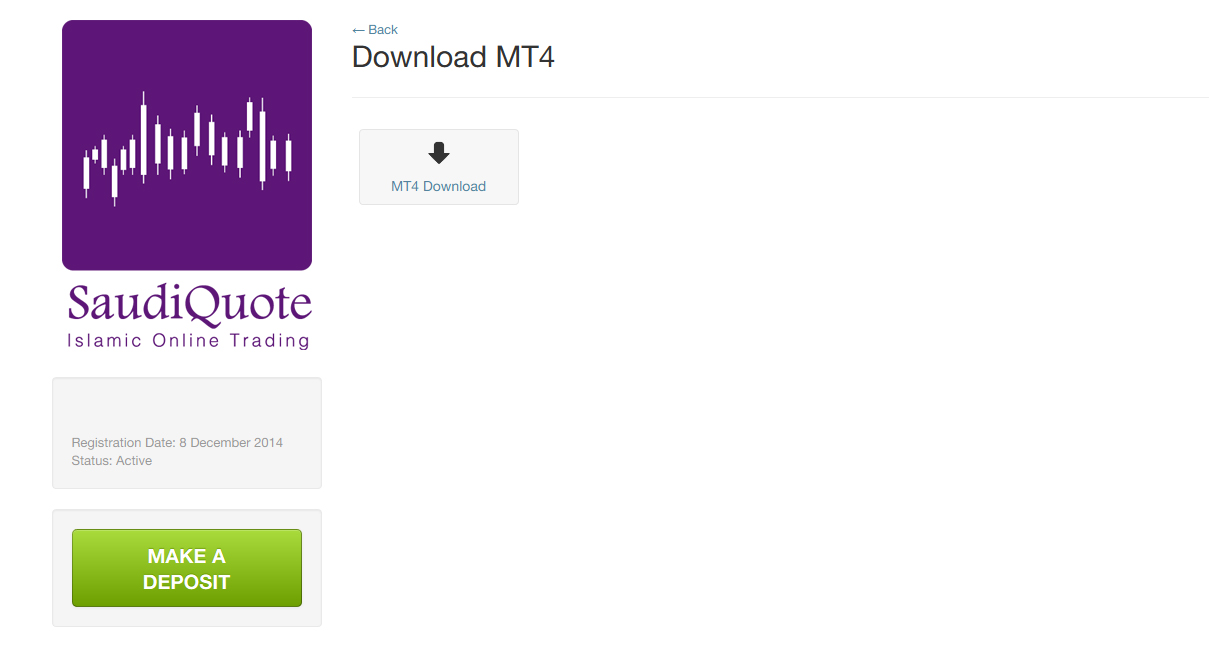 ← Back
Download MT4
MT4 Download
SaudiQuote
Islamic Online Trading
Registration Date: 8 December 2014
Status: Active
MAKE A
DEPOSIT